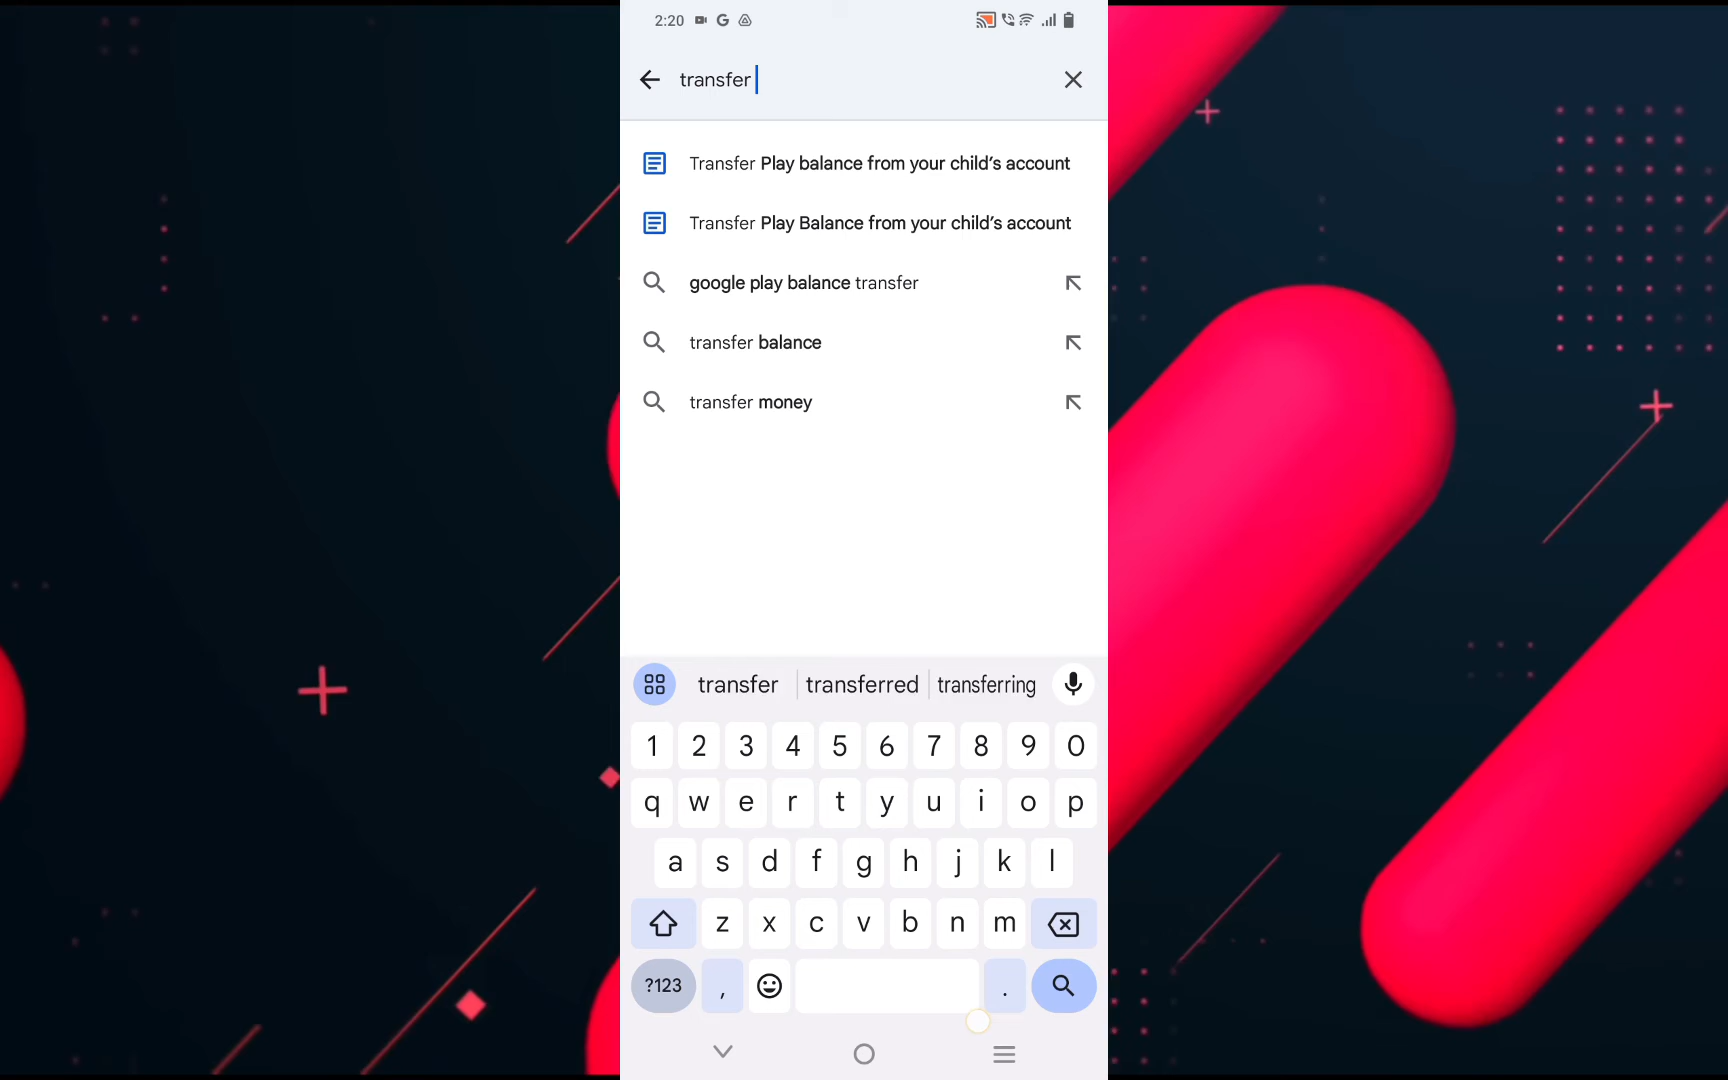 2:20
transfer
Transfer Play balance from your child’s account
Transfer Play Balance from your child’s account
google play balance transfer
transfer balance
transfer money
transfer transferred transferring
1 2 3 4 5 6 7 8 9 0
q w e r t y u i o p
a s d f g h j k l
z x c v b n m
?123 , .